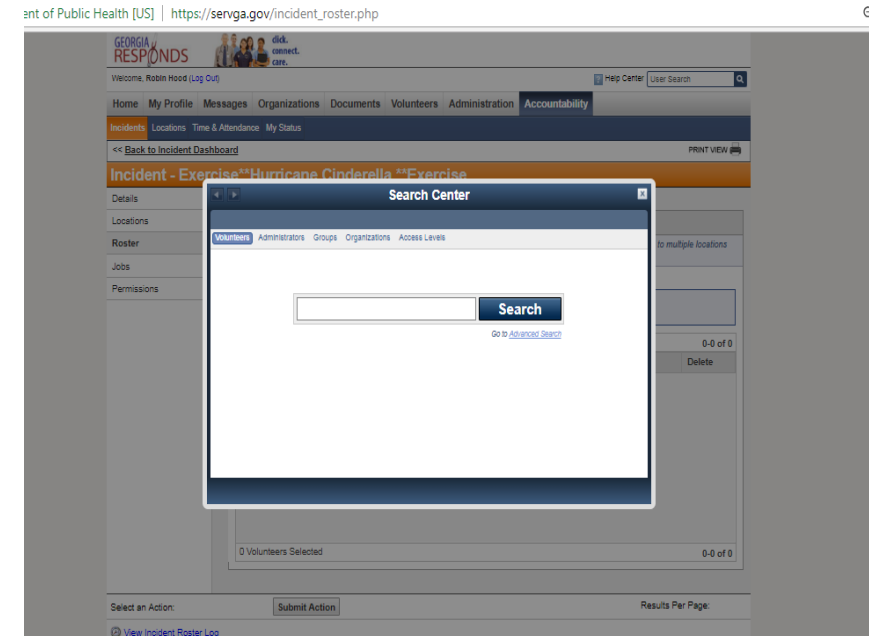 ent of Public Health [US] | https://servga.gov/incident_roster.php
GEORGIA
RESPONDS
click.
connect.
care.
Welcome, Robin Hood (Log Out)
Help Center
User Search
Home My Profile Messages Organizations Documents Volunteers Administration Accountability
Incidents Locations Time & Attendance My Status
<< Back to Incident Dashboard
PRINT VIEW
Incident - Exercise**Hurricane Cinderella **Exercise
Details
Locations
Roster
Jobs
Permissions
Search Center
x
Volunteers Administrators Groups Organizations Access Levels
Search
Go to Advanced Search
to multiple locations
0-0 of 0
Delete
0 Volunteers Selected
0-0 of 0
Select an Action:
Submit Action
Results Per Page:
View Incident Roster Log